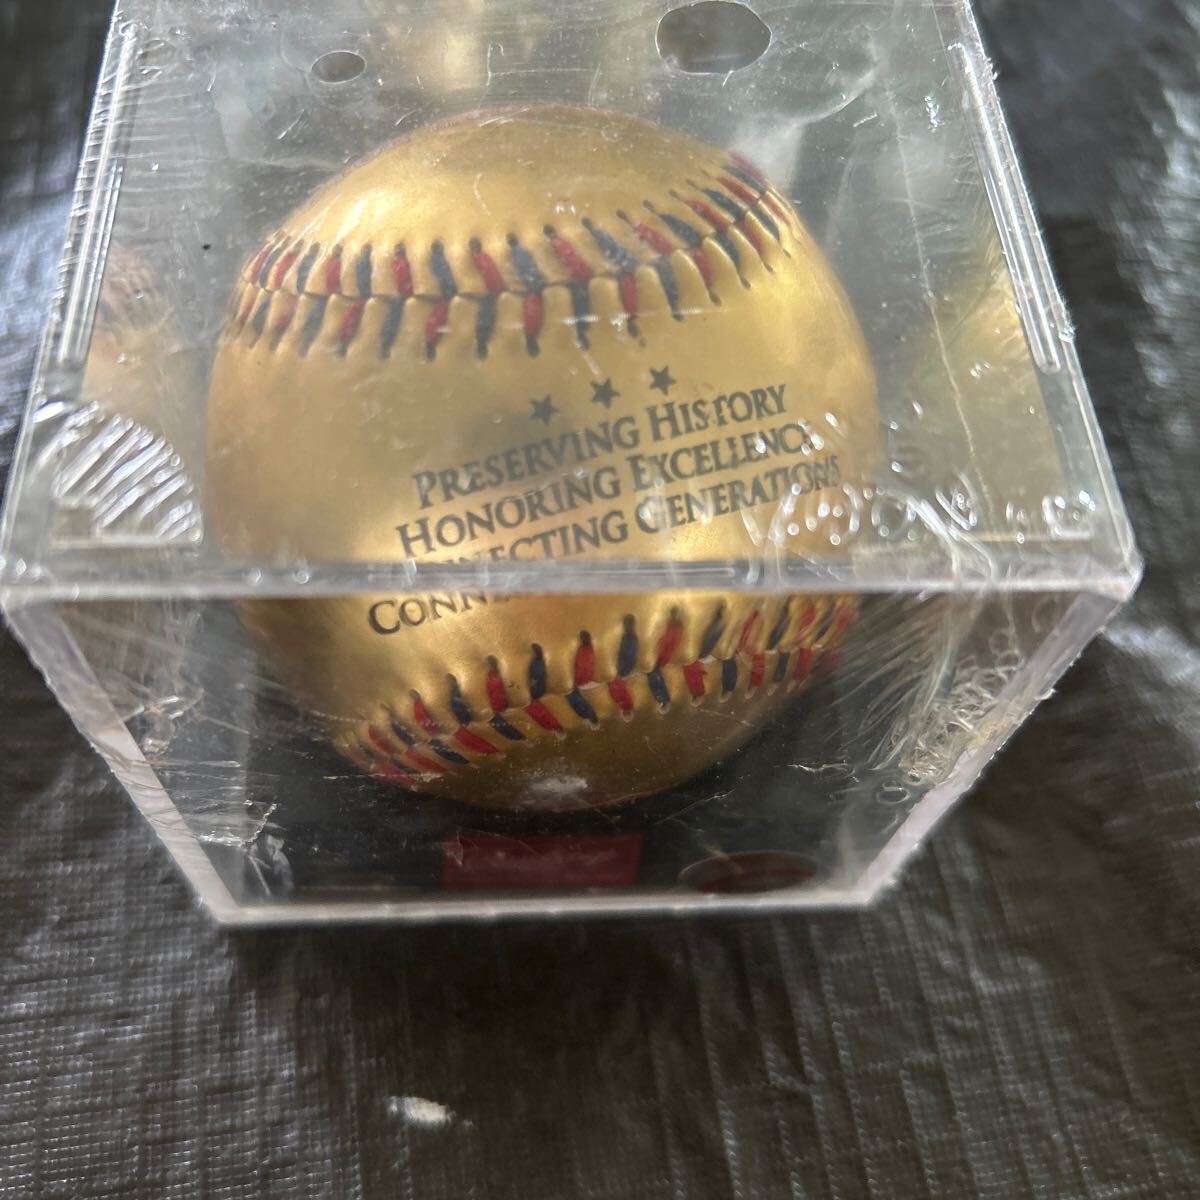 PRESERVING HISTORY
HONORING EXCELLENCE
CONNECTING GENERATIONS